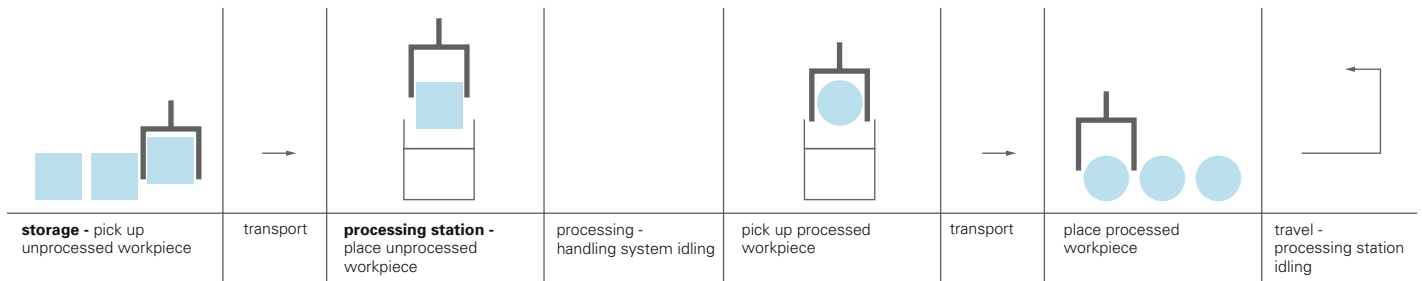 storage - pick up
unprocessed workpiece
transport
processing station -
place unprocessed
workpiece
processing -
handling system idling
pick up processed
workpiece
transport
place processed
workpiece
travel -
processing station
idling